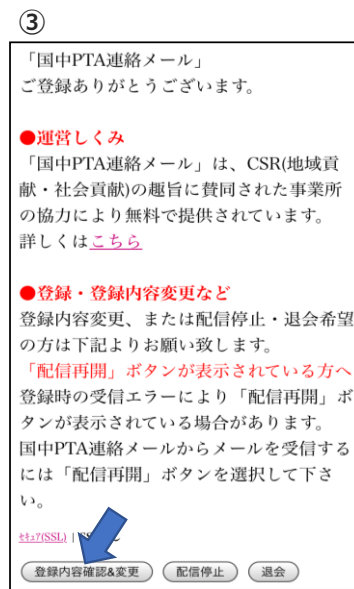 ③
「国中PTA連絡メール」
ご登録ありがとうございます。
●運営しくみ
「国中PTA連絡メール」は、CSR(地域貢
献・社会貢献)の趣旨に賛同された事業所
の協力により無料で提供されています。
詳しくはこちら
●登録・登録内容変更など
登録内容変更、または配信停止・退会希望
の方は下記よりお願い致します。
「配信再開」ボタンが表示されている方へ
登録時の受信エラーにより「配信再開」ボ
タンが表示されている場合があります。
国中PTA連絡メールからメールを受信する
には「配信再開」ボタンを選択して下さ
い。
ｾｷｭｱ(SSL) |
登録内容確認&変更 配信停止 退会